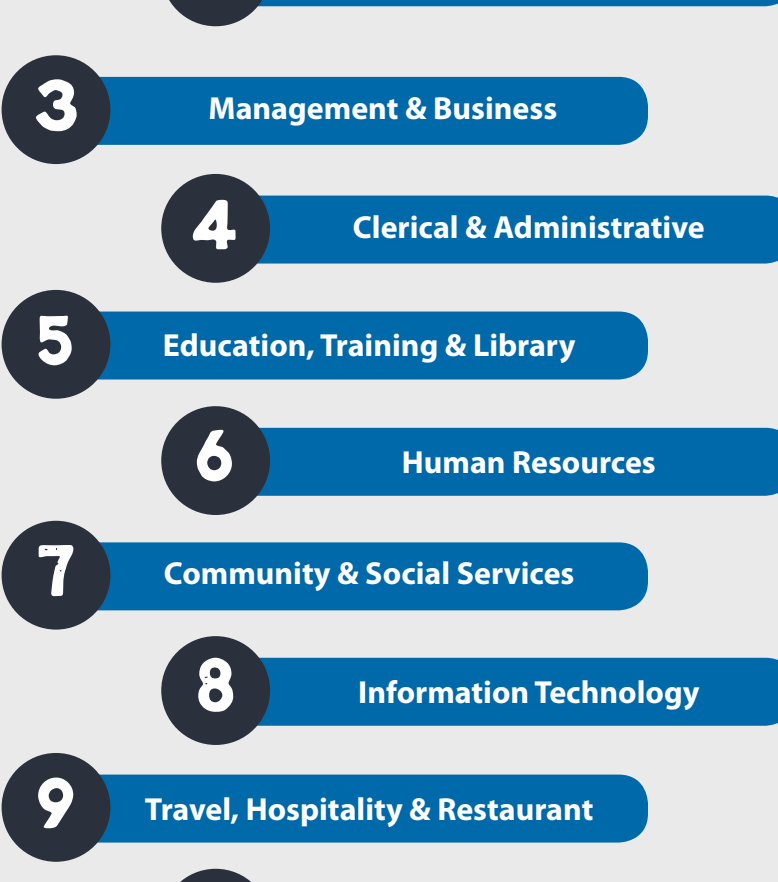 3
Management & Business
4
Clerical & Administrative
5
Education, Training & Library
6
Human Resources
7
Community & Social Services
8
Information Technology
9
Travel, Hospitality & Restaurant